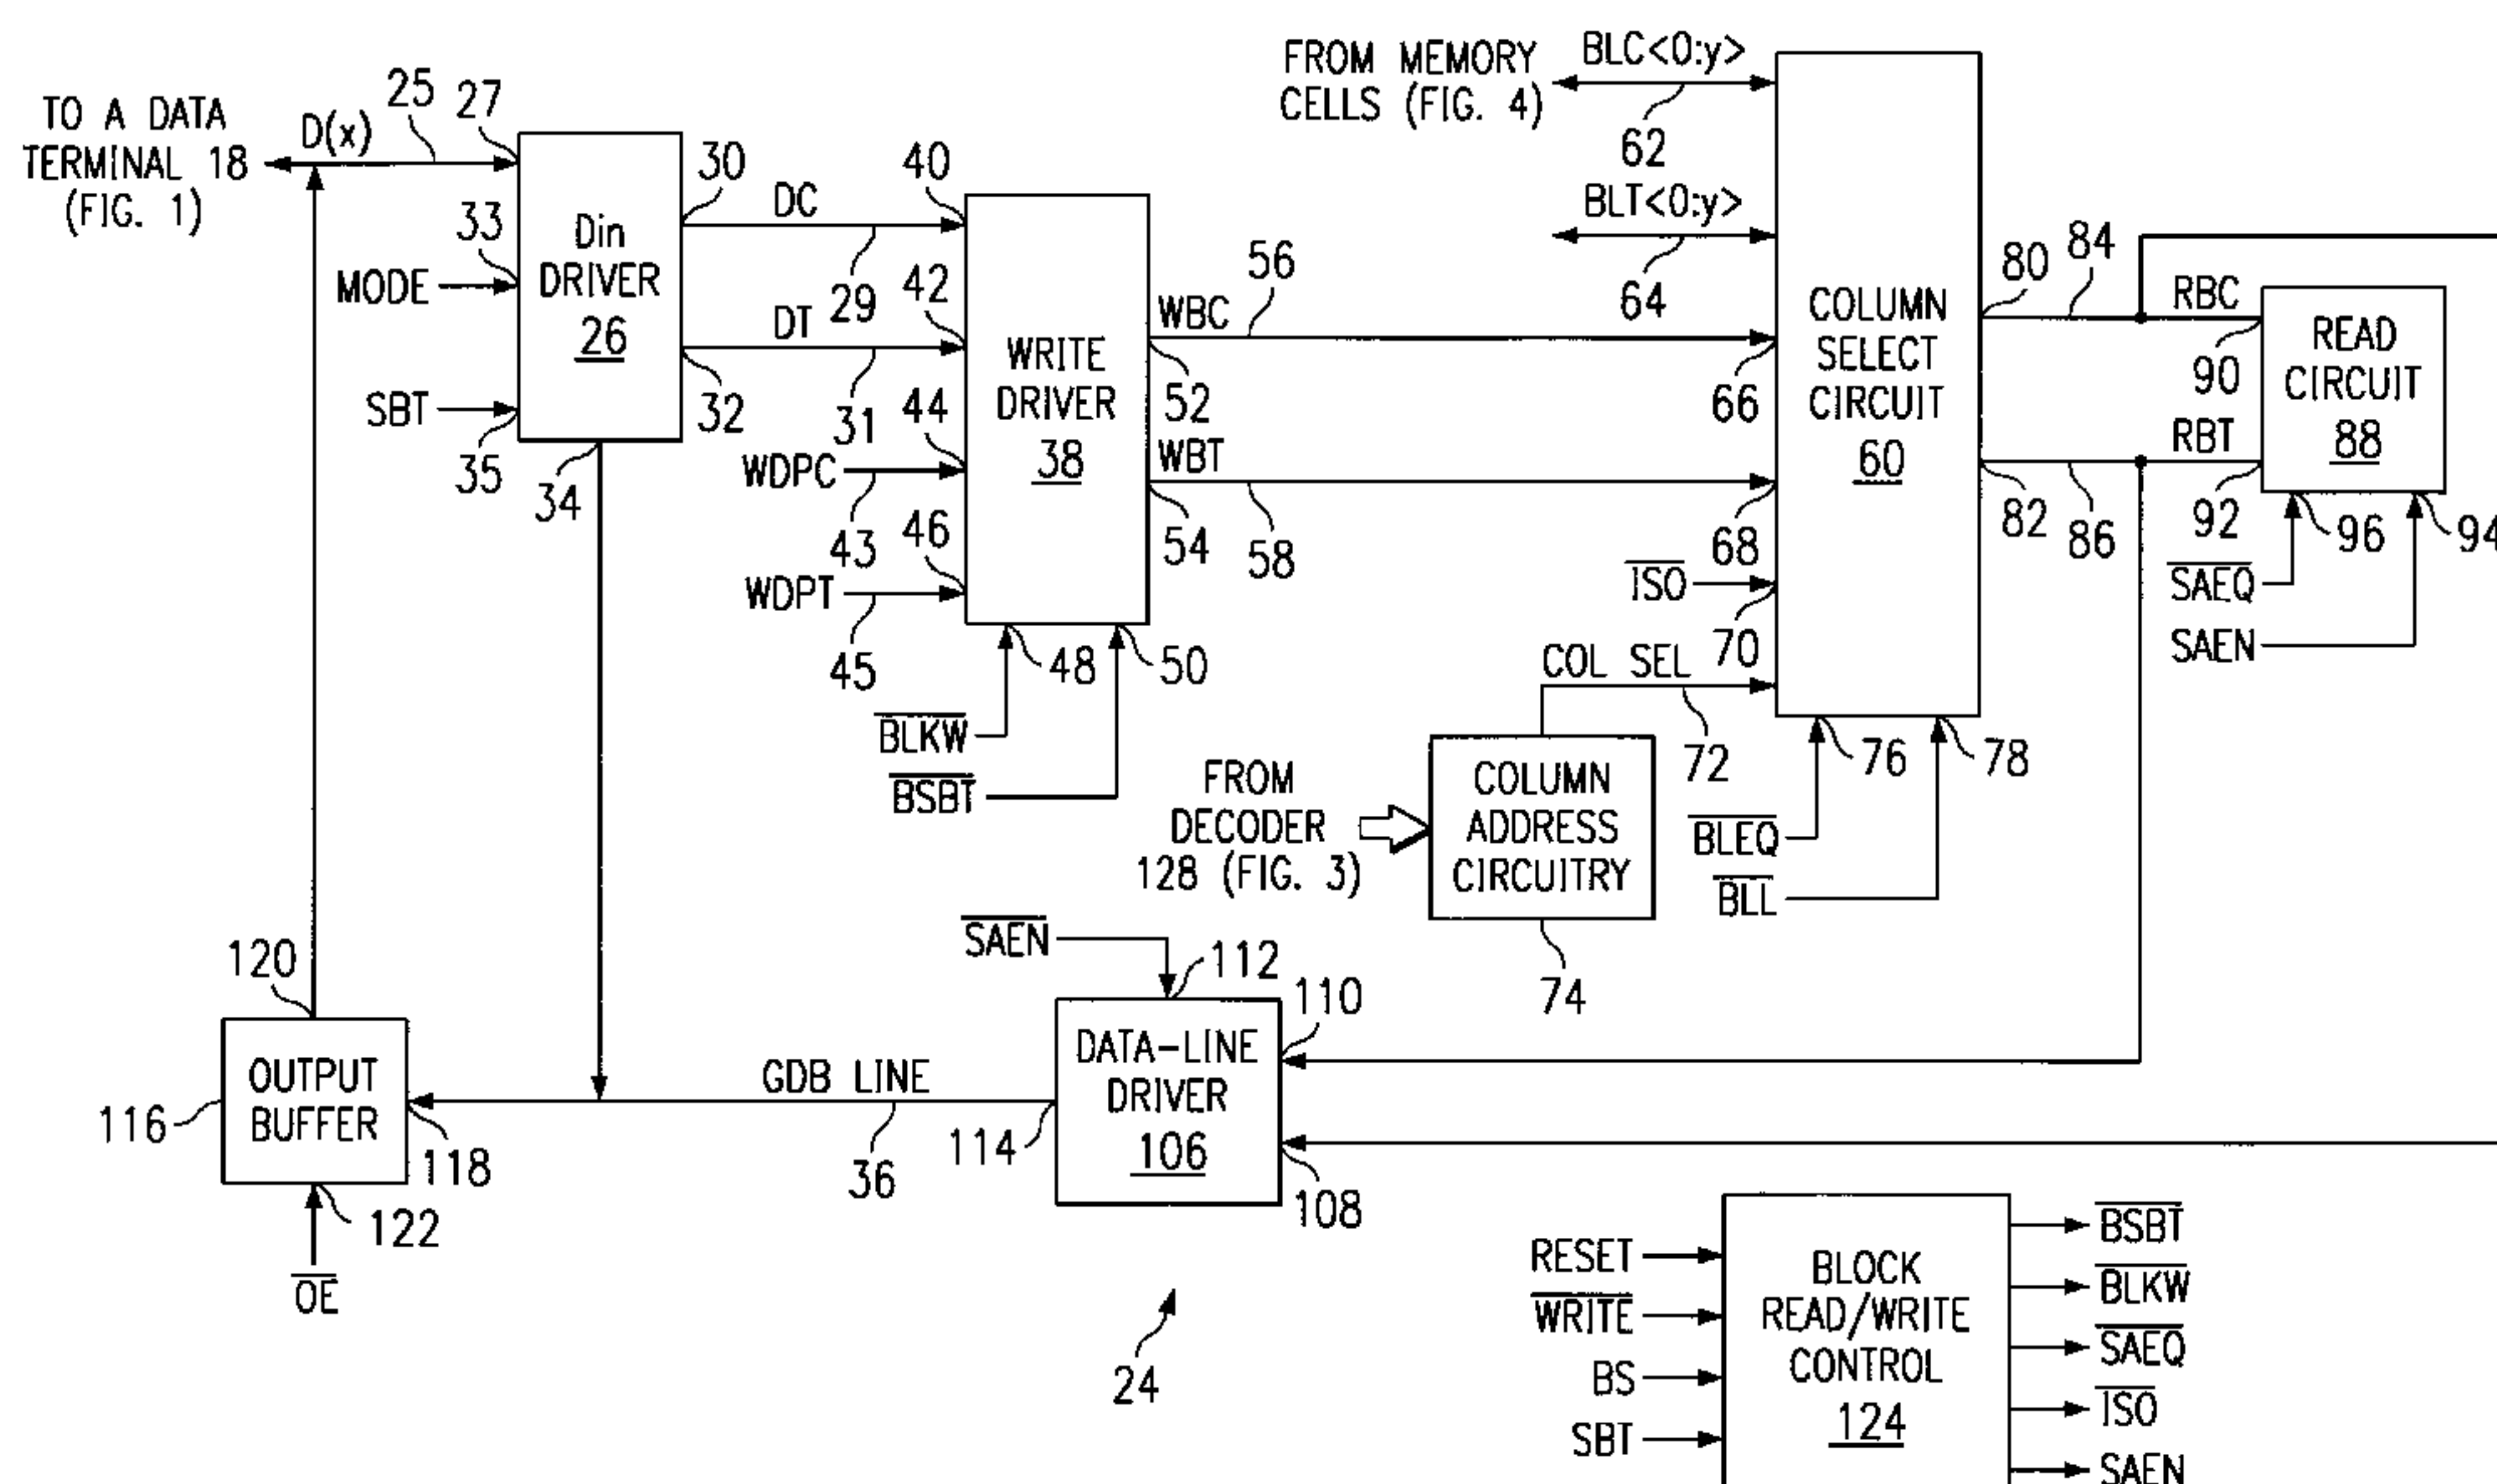 FROM MEMORY
CELLS (FIG. 4)
BLC<0:y>
62
BLT<0:y>
64
TO A DATA
TERMINAL 18
(FIG. 1)
D(x)
25
27
33
MODE
SBT
35
Din
DRIVER
26
30
32
34
DC
29
DT
31
40
42
44
46
WDPC
43
WDPT
45
WRITE
DRIVER
38
48
50
BLKW
BSBT
WBC
56
52
WBT
54
58
66
68
ISO
70
COL SEL
72
COLUMN
SELECT
CIRCUIT
60
76
78
BLEQ
BLL
FROM
DECODER
128 (FIG. 3)
COLUMN
ADDRESS
CIRCUITRY
74
80
84
RBC
90
82
86
RBT
92
READ
CIRCUIT
88
96
94
SAEQ
SAEN
120
OUTPUT
BUFFER
116
118
122
OE
GDB LINE
36
SAEN
112
110
DATA-LINE
DRIVER
106
114
108
24
RESET
WRITE
BS
SBT
BLOCK
READ/WRITE
CONTROL
124
BSBT
BLKW
SAEQ
ISO
SAEN